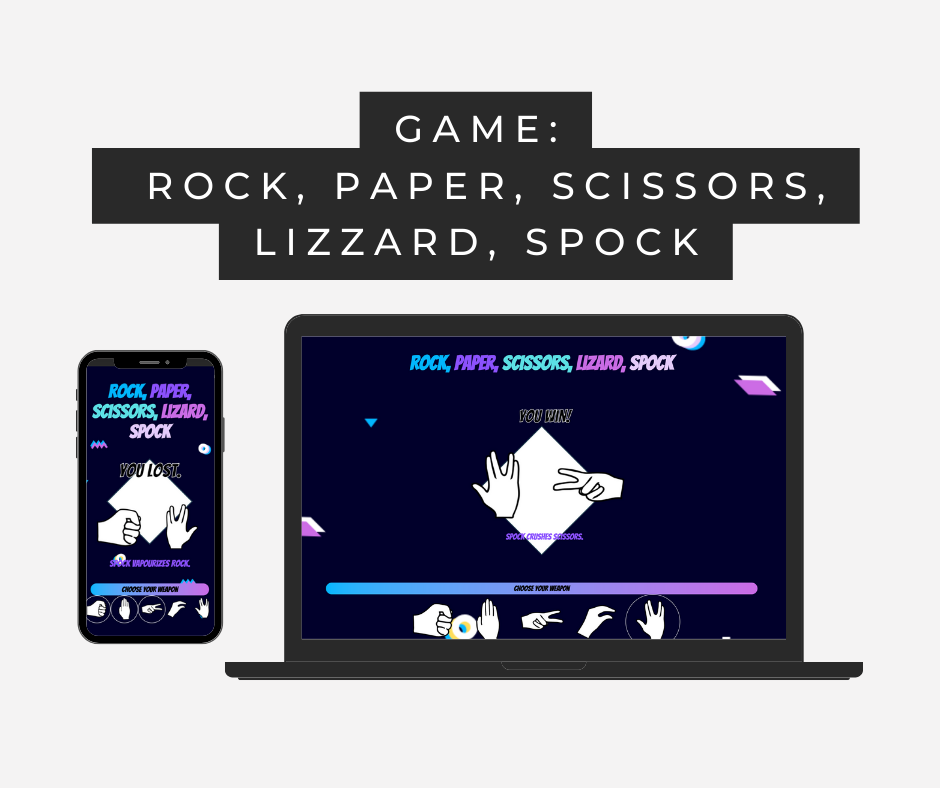 GAME:
ROCK, PAPER, SCISSORS,
LIZZARD, SPOCK
ROCK, PAPER,
SCISSORS, LIZARD,
SPOCK
YOU LOST.
SPOCK VAPOURIZES ROCK.
CHOOSE YOUR WEAPON
ROCK, PAPER, SCISSORS, LIZARD, SPOCK
YOU WIN!
SPOCK CRUSHES SCISSORS.
CHOOSE YOUR WEAPON